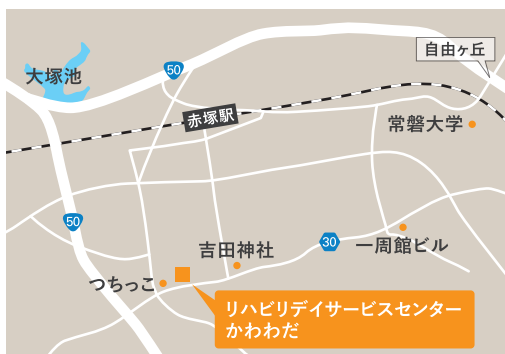 自由ヶ丘
大塚池
50
赤塚駅
常磐大学
50
30
一周館ビル
吉田神社
つちっこ
リハビリデイサービスセンター
かわわだ